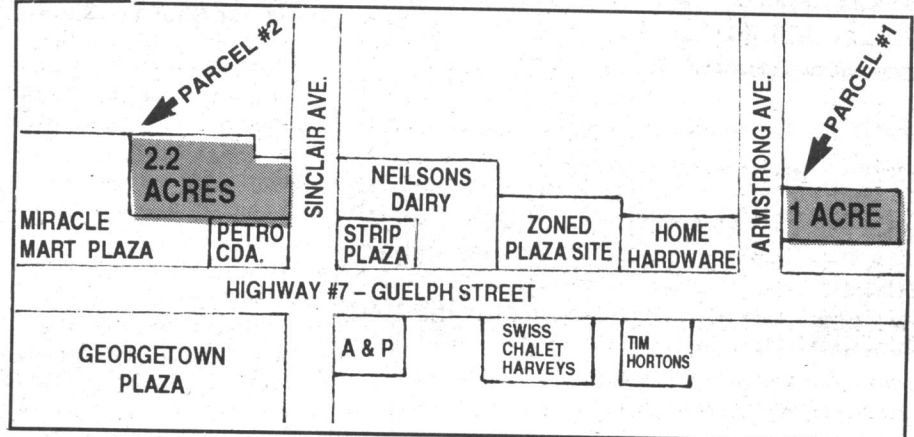 PARCEL #2
SINCLAIR AVE.
ARMSTRONG AVE.
PARCEL #1
2.2
ACRES
MIRACLE
MART PLAZA
PETRO
CDA.
STRIP
PLAZA
NEILSONS
DAIRY
ZONED
PLAZA SITE
HOME
HARDWARE
1 ACRE
HIGHWAY #7 – GUELPH STREET
GEORGETOWN
PLAZA
A & P
SWISS
CHALET
HARVEYS
TIM
HORTONS